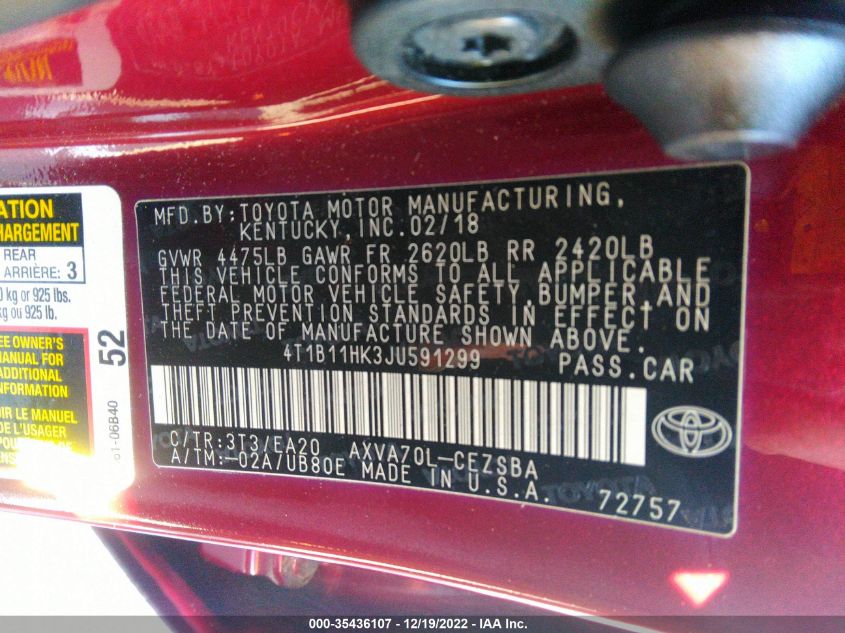 MFD.BY: TOYOTA MOTOR MANUFACTURING,
KENTUCKY, INC. 02/18
GVWR 4475LB GAWR FR 2620LB RR 2420LB
THIS VEHICLE CONFORMS TO ALL APPLICABLE
FEDERAL MOTOR VEHICLE SAFETY, BUMPER, AND
THEFT PREVENTION STANDARDS IN EFFECT ON
THE DATE OF MANUFACTURE SHOWN ABOVE.
4T1B11HK3JU591299 PASS.CAR
C/TR:3T3/EA20 AXVA70L-CEZSBA
A/TM:-02A/UB80E MADE IN U.S.A.
72757
REAR
ARRIÈRE: 3
kg or 925 lbs.
kg ou 925 lb.
OWNER'S
MANUAL FOR
ADDITIONAL
INFORMATION
LE MANUEL
D'USAGER
52
000-35436107 - 12/19/2022 - IAA Inc.